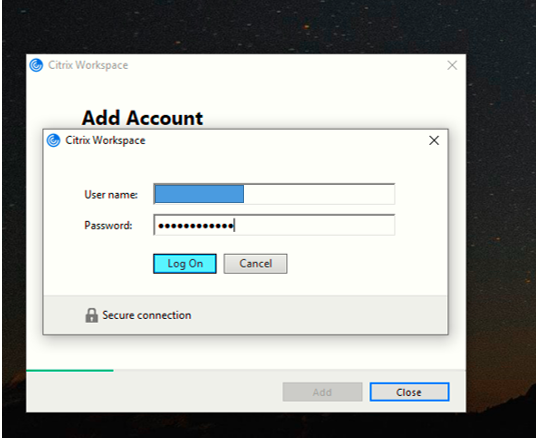 Citrix Workspace
Add Account
Citrix Workspace
User name:
Password: ●●●●●●●●●●●●
Log On Cancel
Secure connection
Add Close